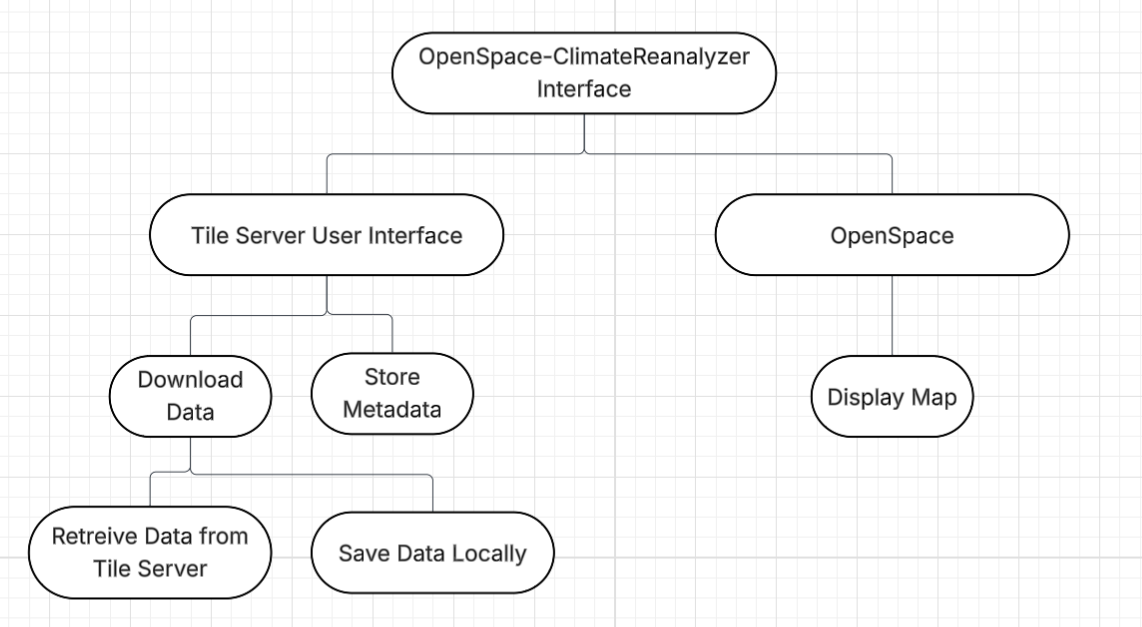 OpenSpace-ClimateReanalyzer
Interface
Tile Server User Interface
OpenSpace
Download
Data
Store
Metadata
Display Map
Retreive Data from
Tile Server
Save Data Locally